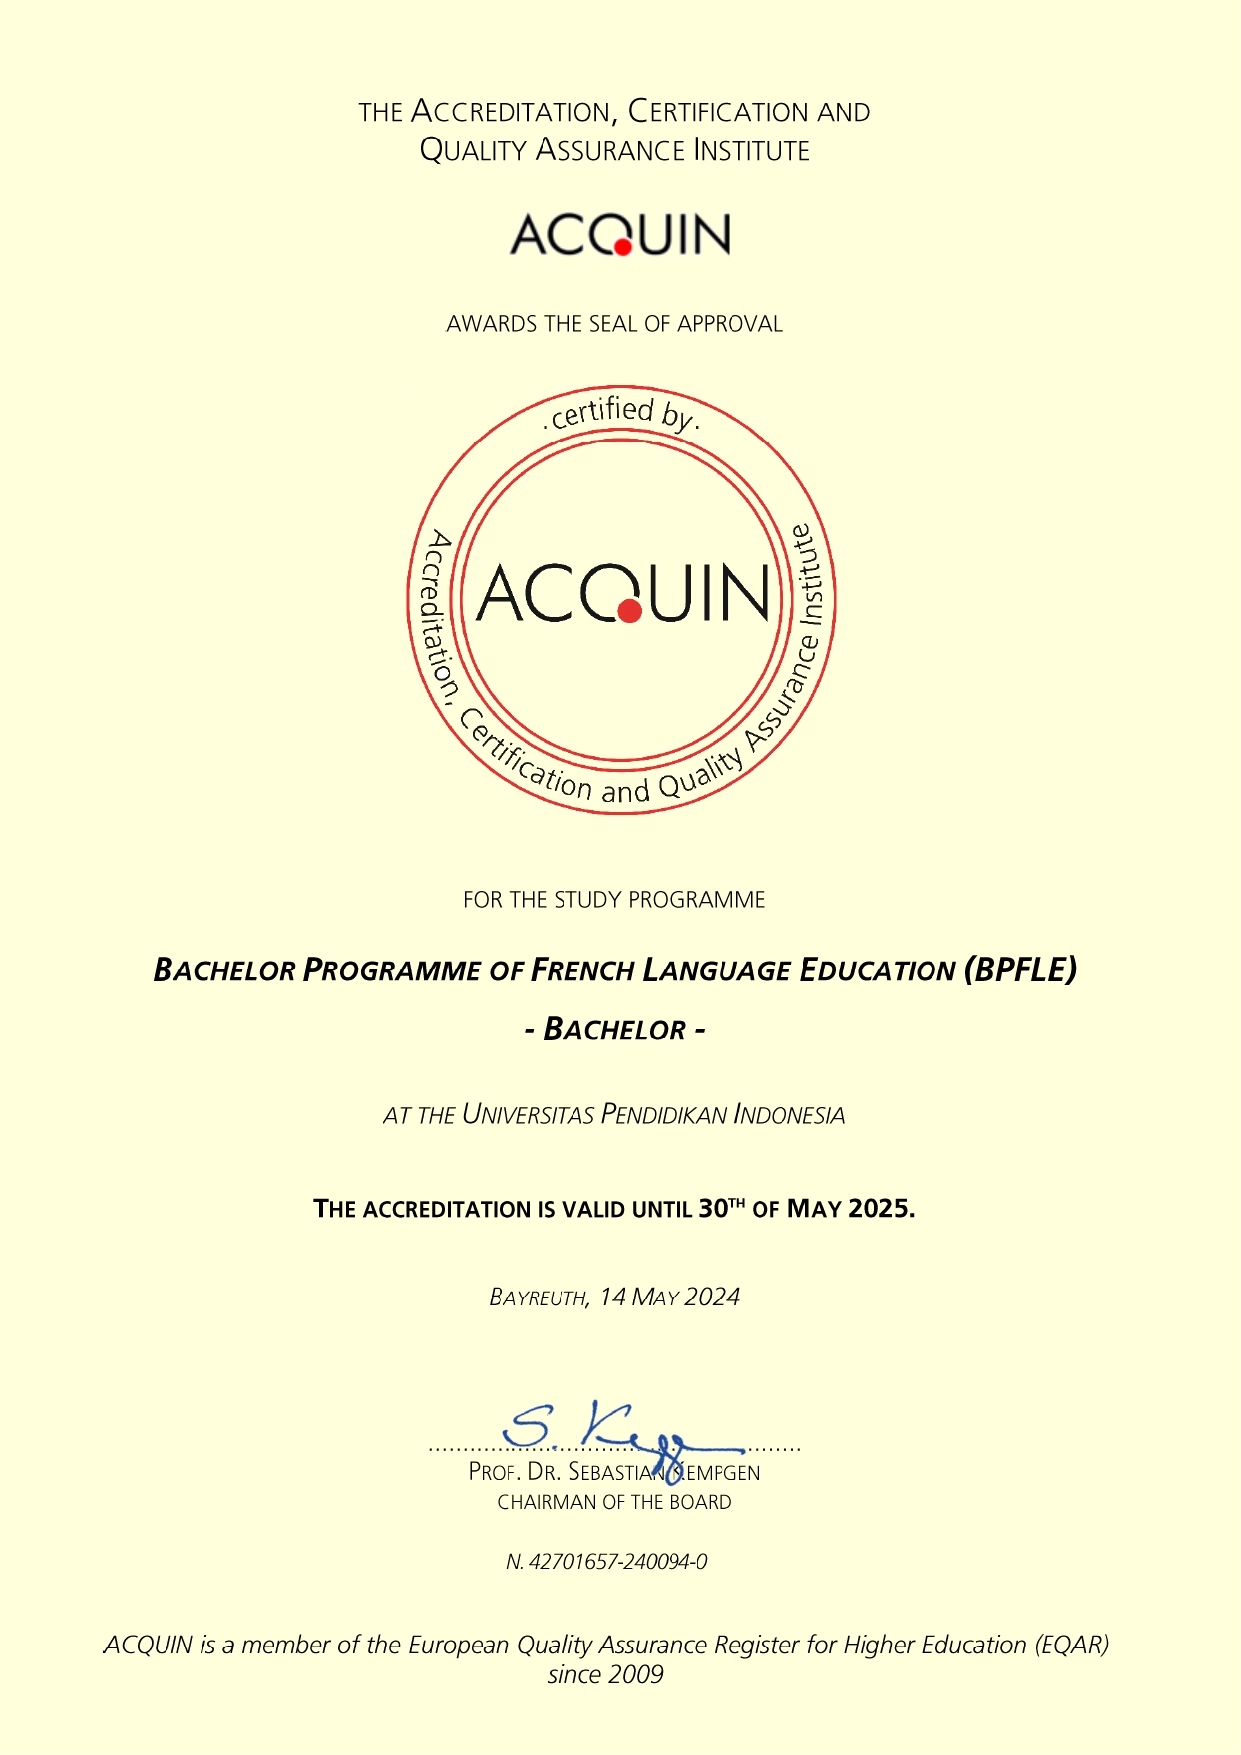 THE ACCREDITATION, CERTIFICATION AND
QUALITY ASSURANCE INSTITUTE
ACQUIN
AWARDS THE SEAL OF APPROVAL
· certified by ·
ACQUIN
Accreditation, Certification and Quality Assurance Institute
FOR THE STUDY PROGRAMME
BACHELOR PROGRAMME OF FRENCH LANGUAGE EDUCATION (BPFLE)
- BACHELOR -
AT THE UNIVERSITAS PENDIDIKAN INDONESIA
THE ACCREDITATION IS VALID UNTIL 30TH OF MAY 2025.
BAYREUTH, 14 MAY 2024
S. Kempgen
PROF. DR. SEBASTIAN KEMPGEN
CHAIRMAN OF THE BOARD
N. 42701657-240094-0
ACQUIN is a member of the European Quality Assurance Register for Higher Education (EQAR)
since 2009